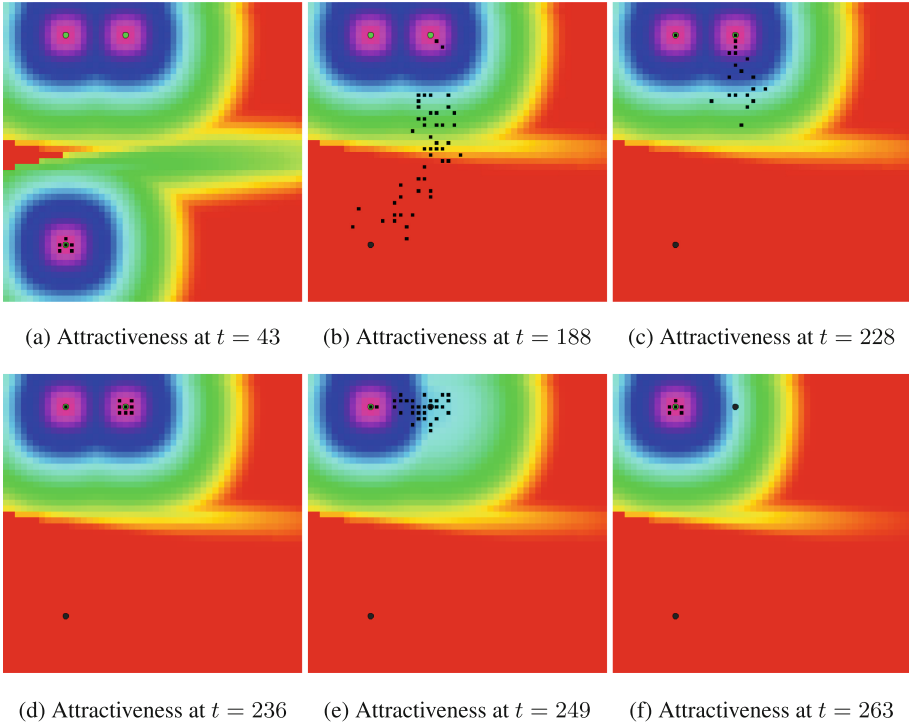 (a) Attractiveness at t = 43
(b) Attractiveness at t = 188
(c) Attractiveness at t = 228
(d) Attractiveness at t = 236
(e) Attractiveness at t = 249
(f) Attractiveness at t = 263